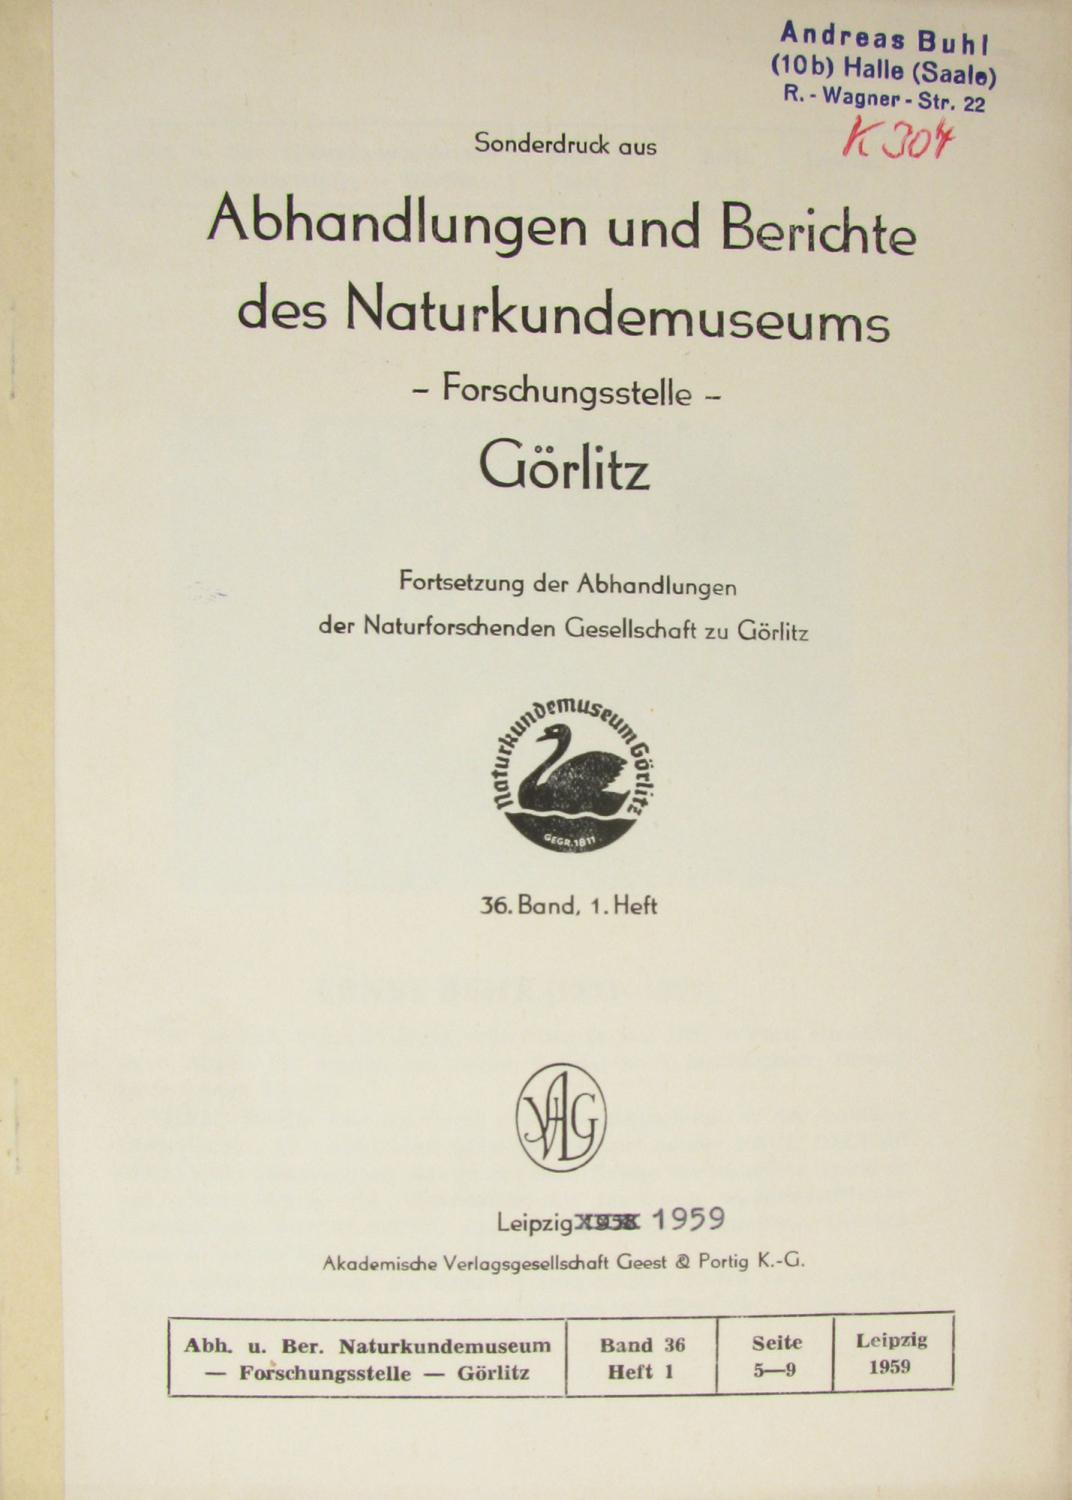 Andreas Buhl
(10b) Halle (Saale)
R.-Wagner-Str. 22
K 304
Sonderdruck aus
Abhandlungen und Berichte
des Naturkundemuseums
– Forschungsstelle –
Görlitz
Fortsetzung der Abhandlungen
der Naturforschenden Gesellschaft zu Görlitz
Naturkundemuseum Görlitz
GEGR. 1811
36. Band, 1. Heft
VAG
Leipzig 1958 1959
Akademische Verlagsgesellschaft Geest & Portig K.-G.
Abh. u. Ber. Naturkundemuseum
— Forschungsstelle — Görlitz
Band 36
Heft 1
Seite
5—9
Leipzig
1959